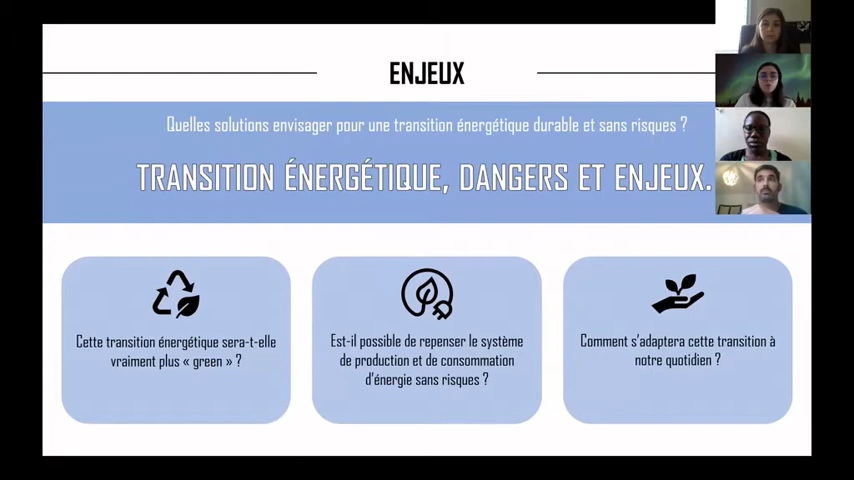 ENJEUX
Quelles solutions envisager pour une transition énergétique durable et sans risques ?
TRANSITION ÉNERGÉTIQUE, DANGERS ET ENJEUX.
Cette transition énergétique sera-t-elle
vraiment plus « green » ?
Est-il possible de repenser le système
de production et de consommation
d'énergie sans risques ?
Comment s'adaptera cette transition à
notre quotidien ?